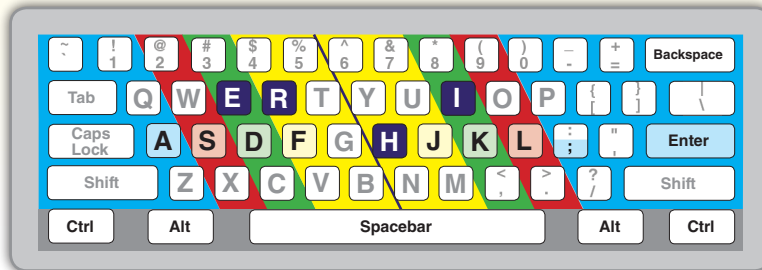 ~ ` ! 1 @ 2 # 3 $ 4 % 5 ^ 6 & 7 * 8 ( 9 ) 0 _ - + = Backspace
Tab Q W E R T Y U I O P { [ } ] | \
Caps Lock A S D F G H J K L : ; " ' Enter
Shift Z X C V B N M < , > . ? / Shift
Ctrl Alt Spacebar Alt Ctrl